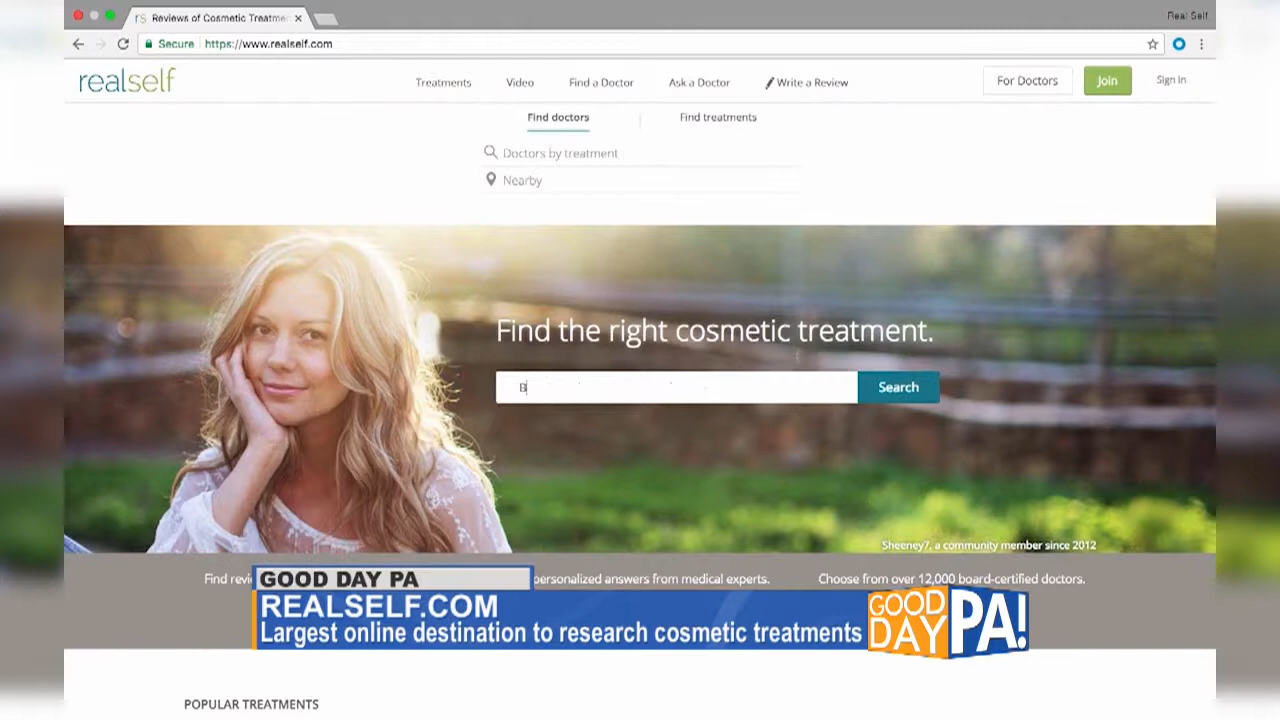 Reviews of Cosmetic Treatmen
Real Self
Secure https://www.realself.com
realself
Treatments Video Find a Doctor Ask a Doctor Write a Review For Doctors Join Sign In
Find doctors Find treatments
Doctors by treatment
Nearby
Find the right cosmetic treatment.
B Search
Sheeney7, a community member since 2012
Find revi personalized answers from medical experts. Choose from over 12,000 board-certified doctors.
GOOD DAY PA
REALSELF.COM
Largest online destination to research cosmetic treatments
GOOD DAY PA!
POPULAR TREATMENTS